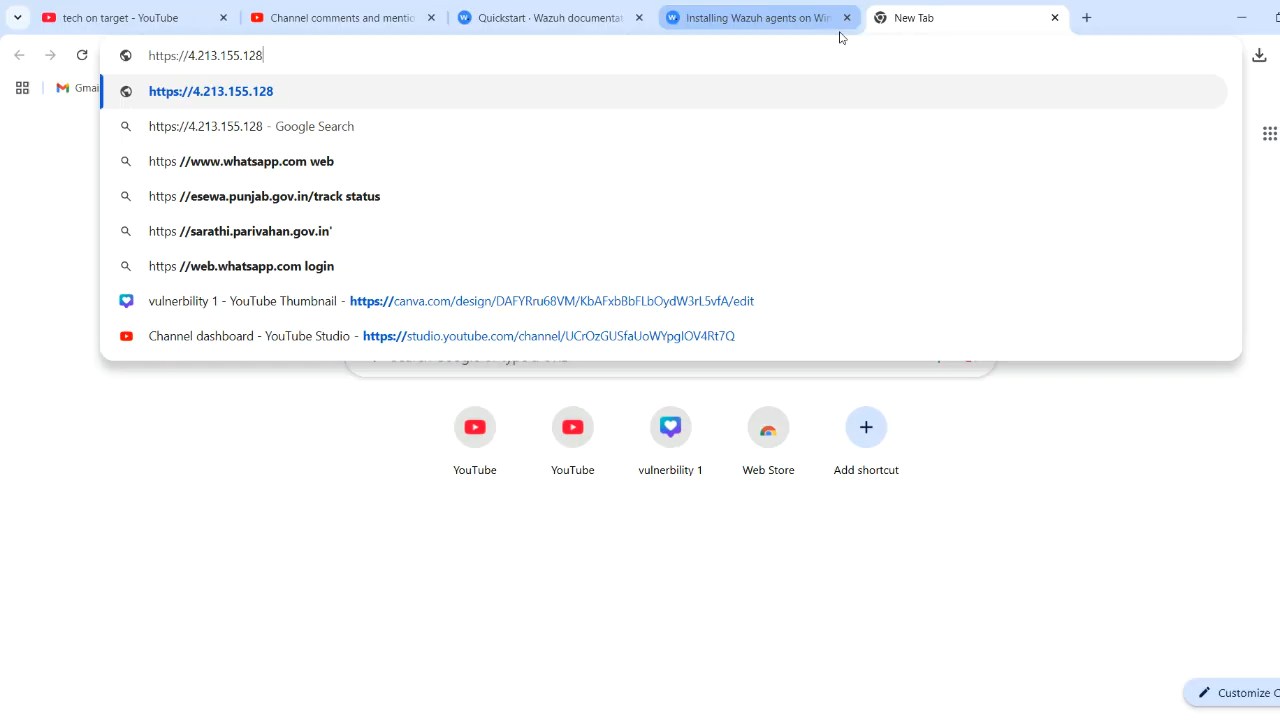 tech on target - YouTube
Channel comments and mentio
Quickstart · Wazuh documentat
Installing Wazuh agents on Win
New Tab
https://4.213.155.128
Gmai
https://4.213.155.128
https://4.213.155.128 - Google Search
https //www.whatsapp.com web
https //esewa.punjab.gov.in/track status
https //sarathi.parivahan.gov.in'
https //web.whatsapp.com login
vulnerbility 1 - YouTube Thumbnail - https://canva.com/design/DAFYRru68VM/KbAFxbBbFLbOydW3rL5vfA/edit
Channel dashboard - YouTube Studio - https://studio.youtube.com/channel/UCrOzGUSfaUoWYpgIOV4Rt7Q
YouTube
YouTube
vulnerbility 1
Web Store
Add shortcut
Customize C